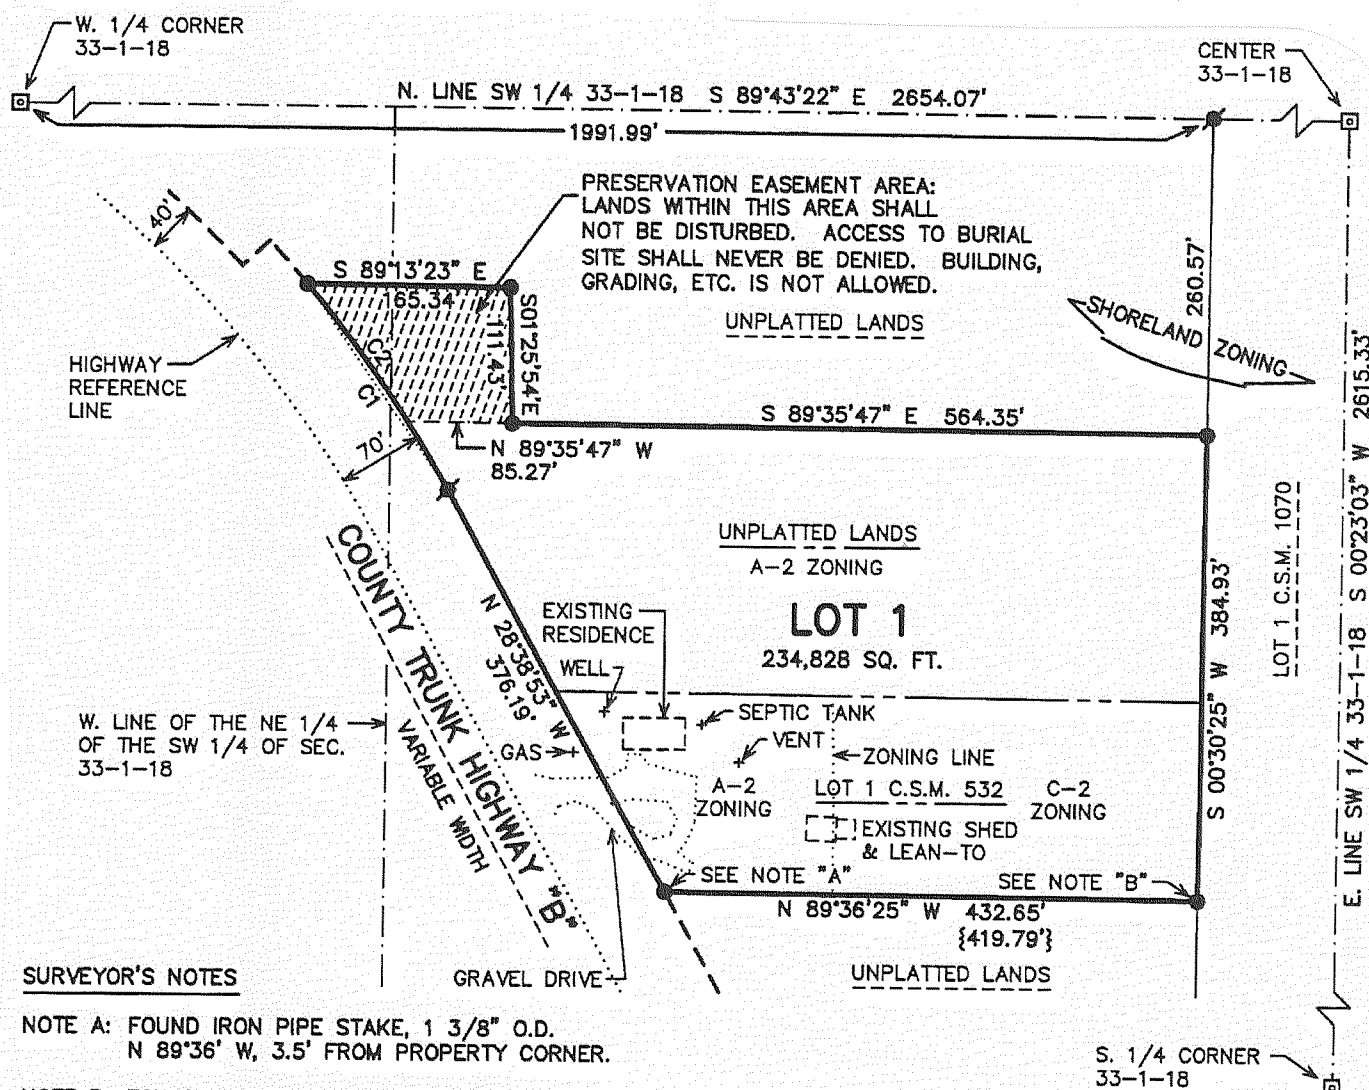 W. 1/4 CORNER
33-1-18
CENTER
33-1-18
N. LINE SW 1/4 33-1-18 S 89°43'22" E 2654.07'
1991.99'
PRESERVATION EASEMENT AREA:
LANDS WITHIN THIS AREA SHALL
NOT BE DISTURBED. ACCESS TO BURIAL
SITE SHALL NEVER BE DENIED. BUILDING,
GRADING, ETC. IS NOT ALLOWED.
UNPLATTED LANDS
40'
S 89°13'23" E
165.34'
S01°25'54"E
111.43'
260.57'
SHORELAND ZONING
HIGHWAY
REFERENCE
LINE
C2
C1
70'
N 89°35'47" W
85.27'
S 89°35'47" E 564.35'
E. LINE SW 1/4 33-1-18 S 00°23'03" W 2615.33'
LOT 1 C.S.M. 1070
UNPLATTED LANDS
A-2 ZONING
LOT 1
234,828 SQ. FT.
S 00°30'25" W 384.93'
COUNTY TRUNK HIGHWAY "B"
VARIABLE WIDTH
N 28°38'53" W
376.19'
EXISTING
RESIDENCE
WELL
SEPTIC TANK
VENT
GAS
ZONING LINE
W. LINE OF THE NE 1/4
OF THE SW 1/4 OF SEC.
33-1-18
A-2
ZONING
LOT 1 C.S.M. 532
C-2
ZONING
EXISTING SHED
& LEAN-TO
SEE NOTE "A"
SEE NOTE "B"
N 89°36'25" W 432.65'
{419.79'}
UNPLATTED LANDS
GRAVEL DRIVE
SURVEYOR'S NOTES
NOTE A: FOUND IRON PIPE STAKE, 1 3/8" O.D.
N 89°36' W, 3.5' FROM PROPERTY CORNER.
S. 1/4 CORNER
33-1-18